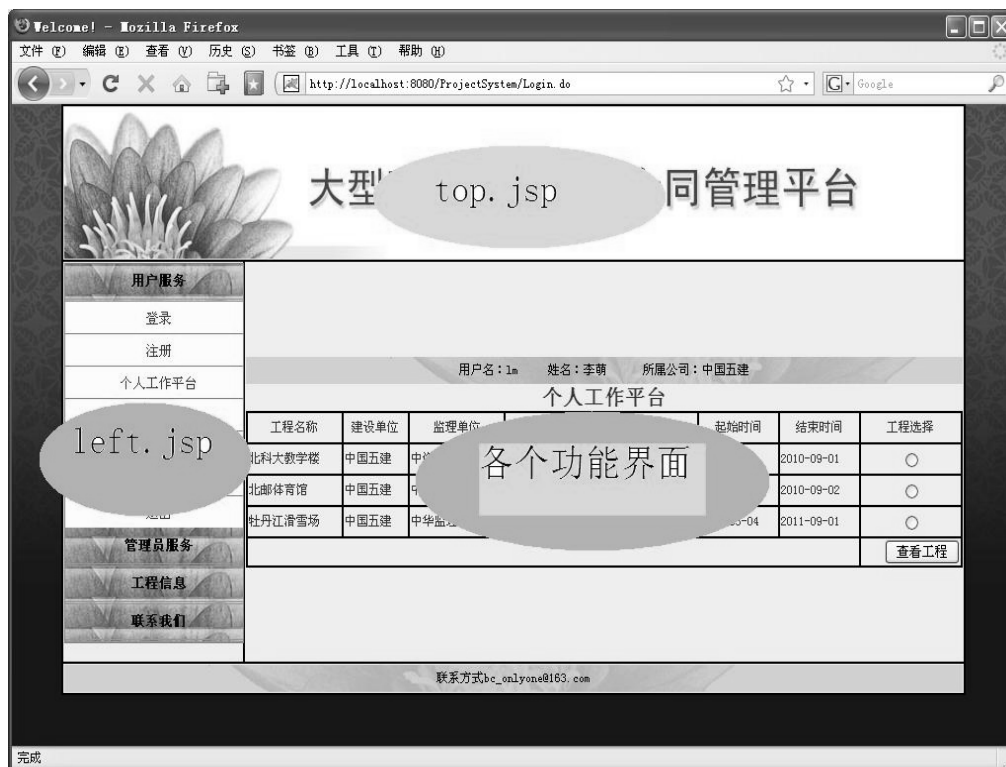 Welcome! - Mozilla Firefox
文件(F) 编辑(E) 查看(V) 历史(S) 书签(B) 工具(T) 帮助(H)
http://localhost:8080/ProjectSystem/Login.do
Google
大型 top.jsp 同管理平台
用户服务
登录
注册
个人工作平台
left.jsp
管理员服务
工程信息
联系我们
用户名:lm 姓名:李萌 所属公司:中国五建
个人工作平台
工程名称 建设单位 监理单位 起始时间 结束时间 工程选择
北科大教学楼 中国五建 2010-09-01
各个功能界面
北邮体育馆 中国五建 2010-09-02
牡丹江滑雪场 中国五建 中华监理 -04 2011-09-01
查看工程
联系方式bc_onlyone@163.com
完成